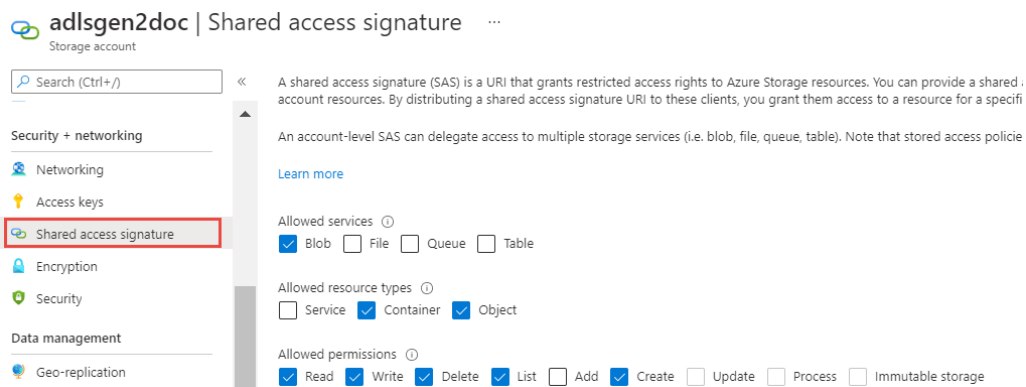 adlsgen2doc | Shared access signature ...
Storage account
Search (Ctrl+/)
«
Security + networking
Networking
Access keys
Shared access signature
Encryption
Security
Data management
Geo-replication
A shared access signature (SAS) is a URI that grants restricted access rights to Azure Storage resources. You can provide a shared
account resources. By distributing a shared access signature URI to these clients, you grant them access to a resource for a specifi
An account-level SAS can delegate access to multiple storage services (i.e. blob, file, queue, table). Note that stored access policie
Learn more
Allowed services
Blob File Queue Table
Allowed resource types
Service Container Object
Allowed permissions
Read Write Delete List Add Create Update Process Immutable storage